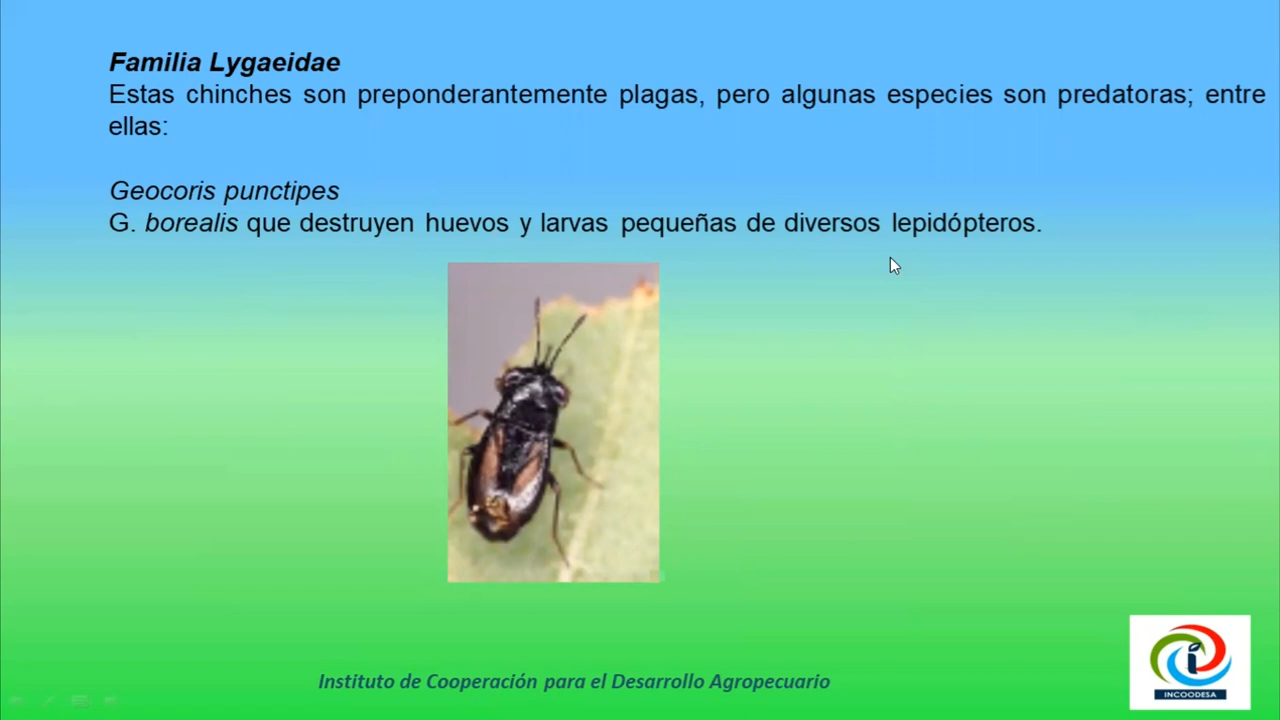 Familia Lygaeidae
Estas chinches son preponderantemente plagas, pero algunas especies son predatoras; entre
ellas:
Geocoris punctipes
G. borealis que destruyen huevos y larvas pequeñas de diversos lepidópteros.
Instituto de Cooperación para el Desarrollo Agropecuario
INCOODESA